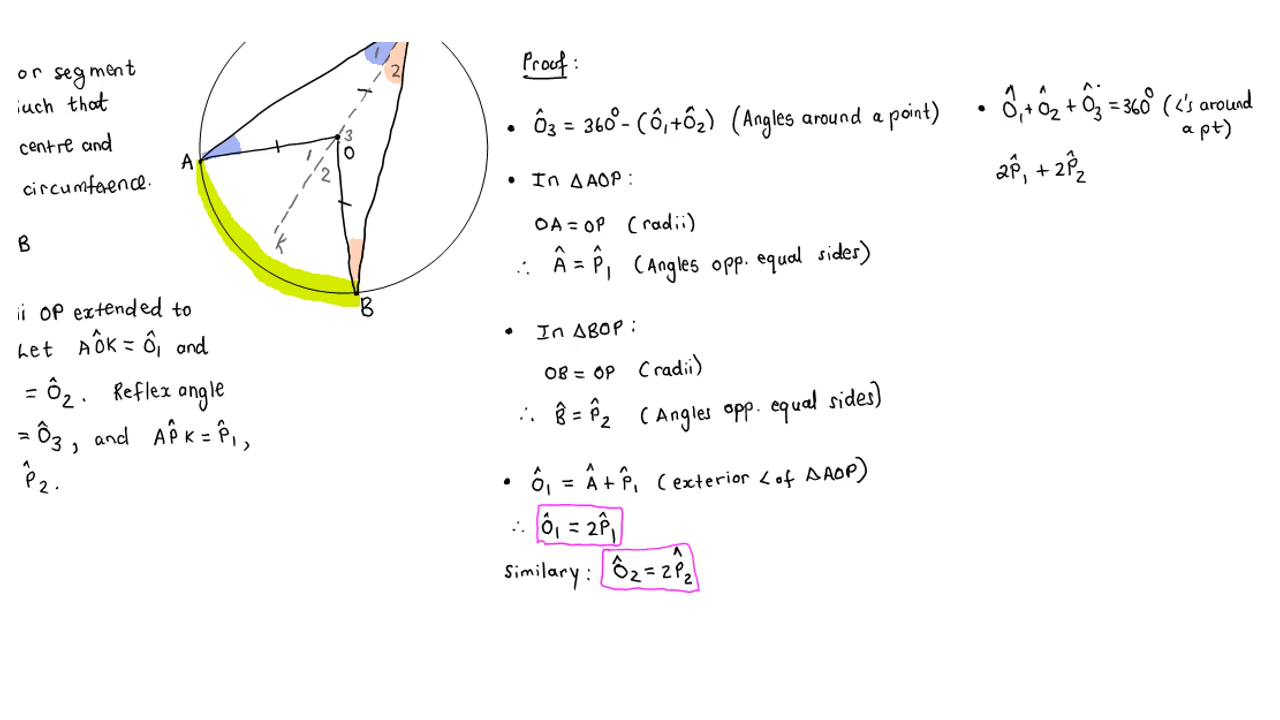 or segment
such that
centre and
circumference.
B
ii OP extended to
Let AÔK = Ô₁ and
= Ô₂. Reflex angle
= Ô₃, and AP̂K = P̂₁,
P̂₂.
1
2
3
A
O
1
2
K
B
Proof:
• Ô₃ = 360° - (Ô₁+Ô₂) (Angles around a point)
• In ΔAOP:
OA = OP (radii)
∴ Â = P̂₁ (Angles opp. equal sides)
• In ΔBOP:
OB = OP (radii)
∴ B̂ = P̂₂ (Angles opp. equal sides)
• Ô₁ = Â + P̂₁ (exterior < of ΔAOP)
∴ Ô₁ = 2P̂₁
Similary: Ô₂ = 2P̂₂
• Ô₁ + Ô₂ + Ô₃ = 360° (<'s around
a pt)
2P̂₁ + 2P̂₂